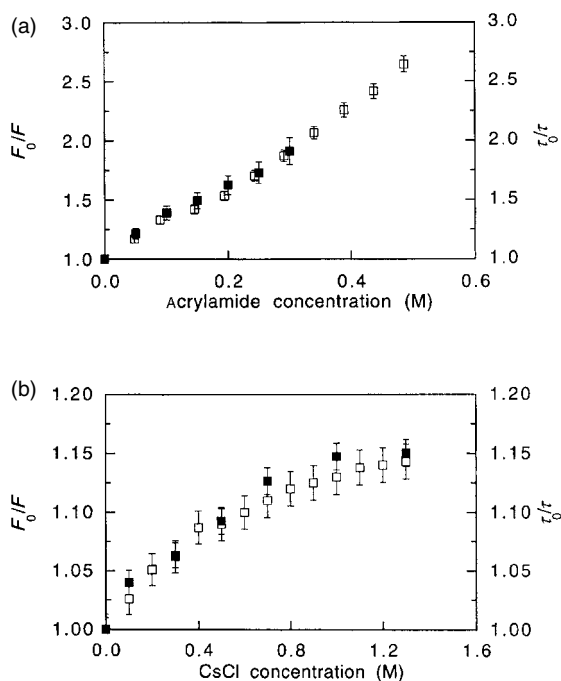 (a)
3.0
2.5
2.0
1.5
1.0
F₀/F
3.0
2.5
2.0
1.5
1.0
τ₀/τ
0.0 0.2 0.4 0.6
Acrylamide concentration (M)
(b)
1.20
1.15
1.10
1.05
1.00
F₀/F
1.20
1.15
1.10
1.05
1.00
τ₀/τ
0.0 0.4 0.8 1.2 1.6
CsCl concentration (M)